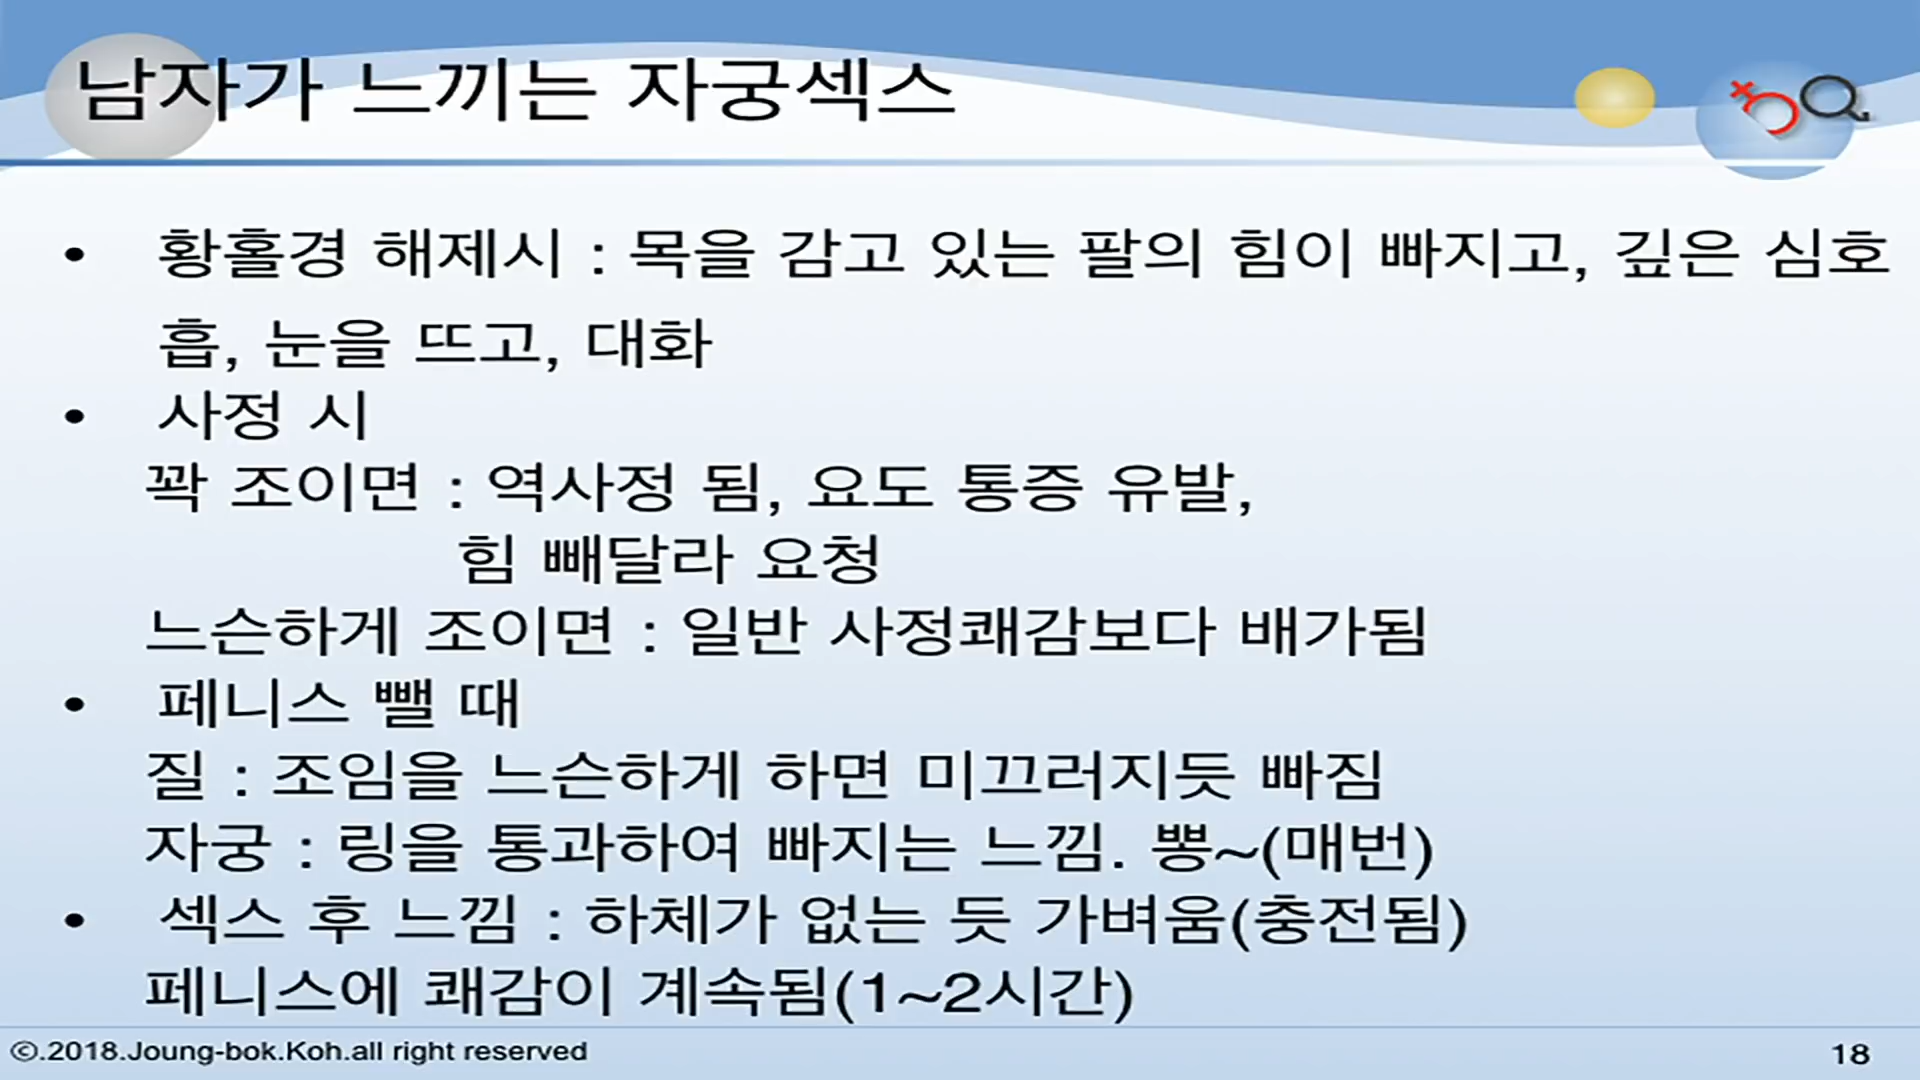 남자가 느끼는 자궁섹스
• 황홀경 해제시 : 목을 감고 있는 팔의 힘이 빠지고, 깊은 심호
흡, 눈을 뜨고, 대화
• 사정 시
꽉 조이면 : 역사정 됨, 요도 통증 유발,
힘 빼달라 요청
느슨하게 조이면 : 일반 사정쾌감보다 배가됨
• 페니스 뺄 때
질 : 조임을 느슨하게 하면 미끄러지듯 빠짐
자궁 : 링을 통과하여 빠지는 느낌. 뽕~(매번)
• 섹스 후 느낌 : 하체가 없는 듯 가벼움(충전됨)
페니스에 쾌감이 계속됨(1~2시간)
©.2018.Joung-bok.Koh.all right reserved
18